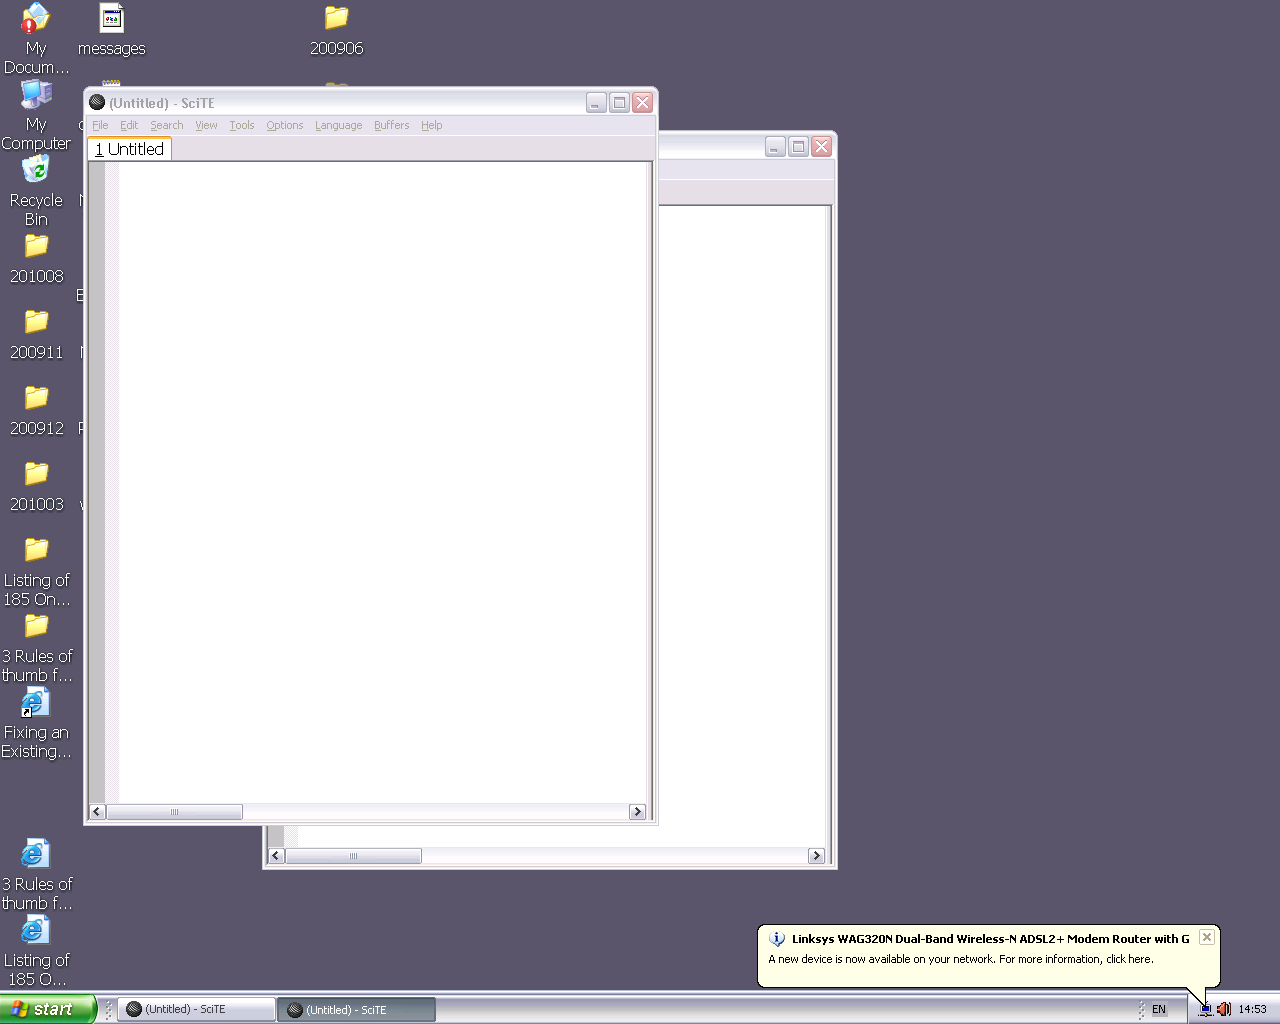 My
Docum...
messages
200906
My
Computer
Recycle
Bin
201008
200911
200912
201003
Listing of
185 On...
3 Rules of
thumb f...
Fixing an
Existing...
3 Rules of
thumb f...
Listing of
185 O...
(Untitled) - SciTE
File Edit Search View Tools Options Language Buffers Help
1 Untitled
Linksys WAG320N Dual-Band Wireless-N ADSL2+ Modem Router with G
A new device is now available on your network. For more information, click here.
start
(Untitled) - SciTE
(Untitled) - SciTE
EN
14:53